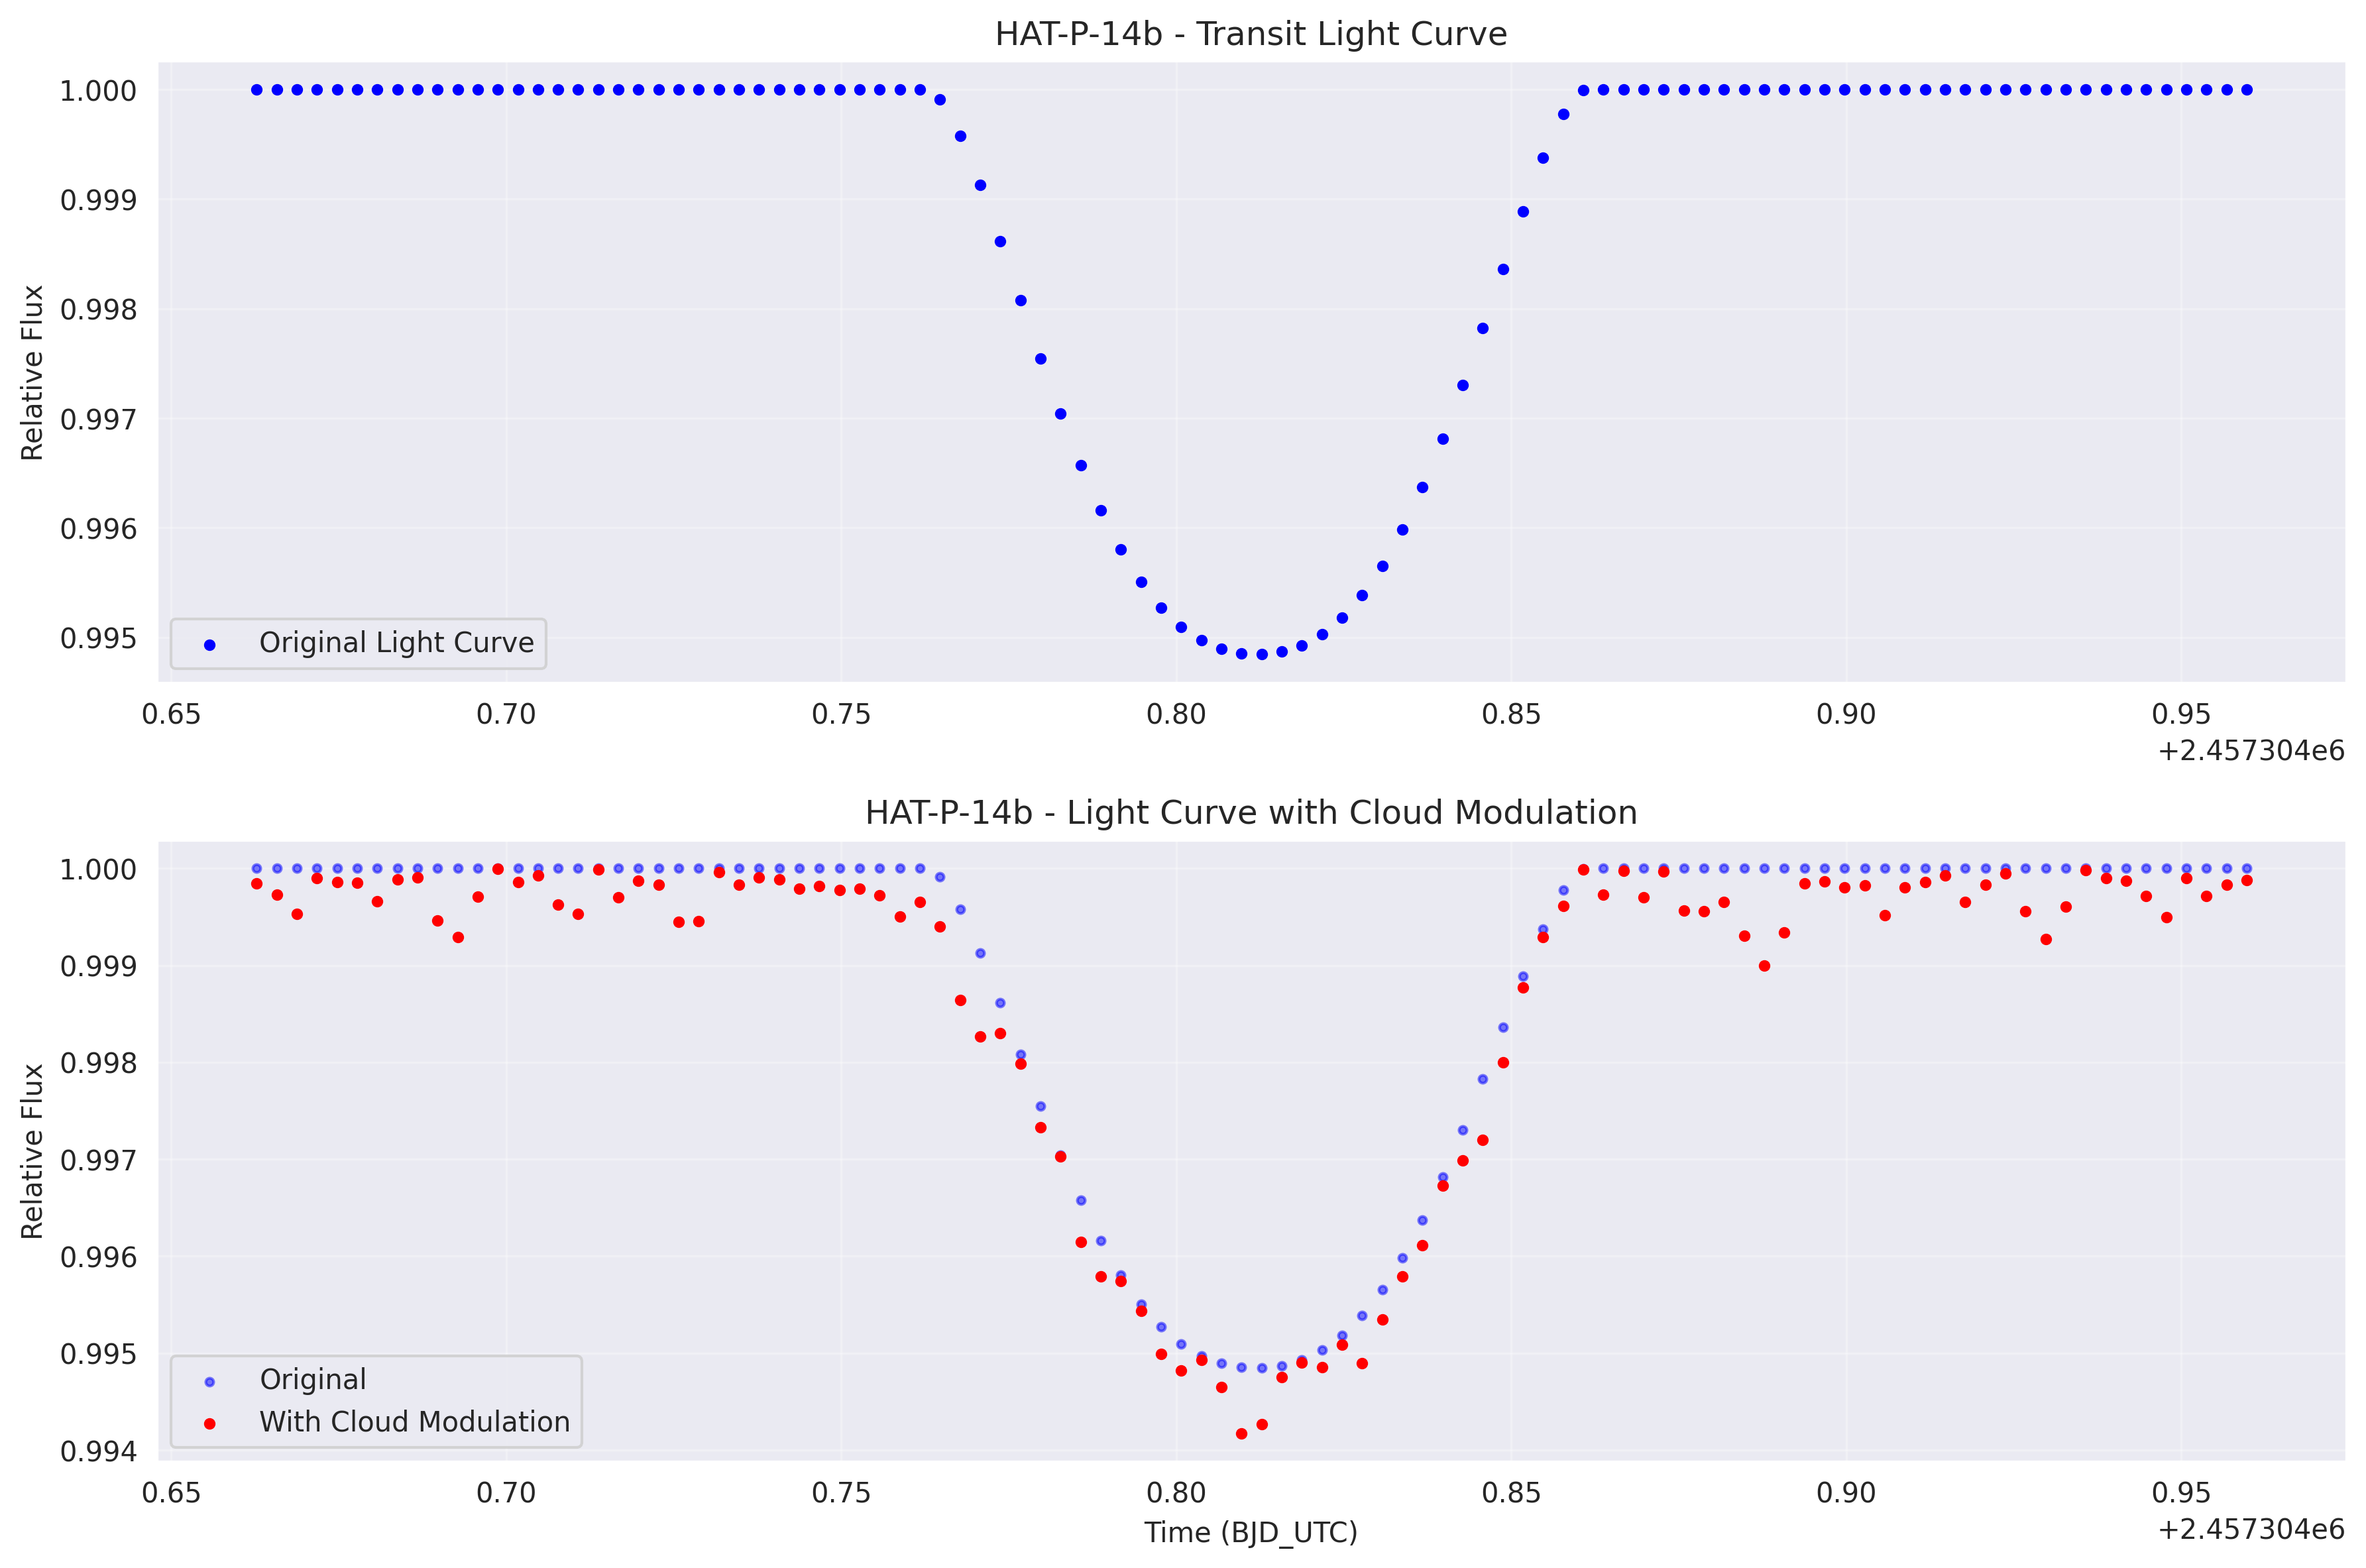 HAT-P-14b - Transit Light Curve
Relative Flux
1.000
0.999
0.998
0.997
0.996
0.995
Original Light Curve
0.65 0.70 0.75 0.80 0.85 0.90 0.95
+2.457304e6
HAT-P-14b - Light Curve with Cloud Modulation
Relative Flux
1.000
0.999
0.998
0.997
0.996
0.995
0.994
Original
With Cloud Modulation
0.65 0.70 0.75 0.80 0.85 0.90 0.95
Time (BJD_UTC)
+2.457304e6